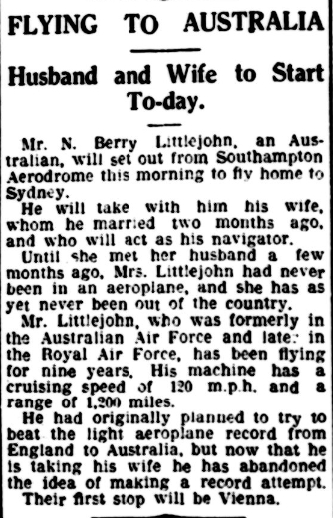 FLYING TO AUSTRALIA
Husband and Wife to Start
To-day.
Mr. N. Berry Littlejohn, an Aus-
tralian, will set out from Southampton
Aerodrome this morning to fly home to
Sydney.
He will take with him his wife,
whom he married two months ago,
and who will act as his navigator.
Until she met her husband a few
months ago, Mrs. Littlejohn had never
been in an aeroplane, and she has as
yet never been out of the country.
Mr. Littlejohn, who was formerly in
the Australian Air Force and later in
the Royal Air Force, has been flying
for nine years. His machine has a
cruising speed of 120 m.p.h. and a
range of 1,200 miles.
He had originally planned to try to
beat the light aeroplane record from
England to Australia, but now that he
is taking his wife he has abandoned
the idea of making a record attempt.
Their first stop will be Vienna.